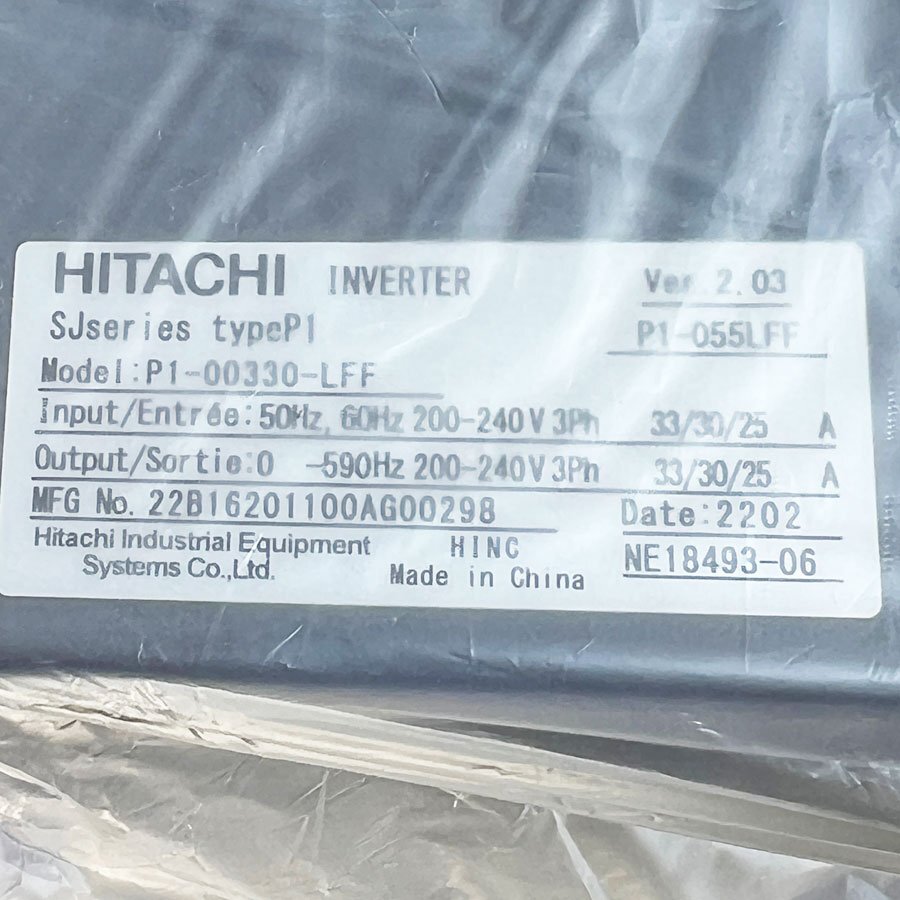 HITACHI INVERTER Ver. 2.03
SJseries typeP1 P1-055LFF
Model:P1-00330-LFF
Input/Entrée:50Hz, 60Hz 200-240V 3Ph 33/30/25 A
Output/Sortie:0 -590Hz 200-240V 3Ph 33/30/25 A
MFG No. 22B16201100AG00298 Date:2202
Hitachi Industrial Equipment HINC NE18493-06
Systems Co.,Ltd. Made in China